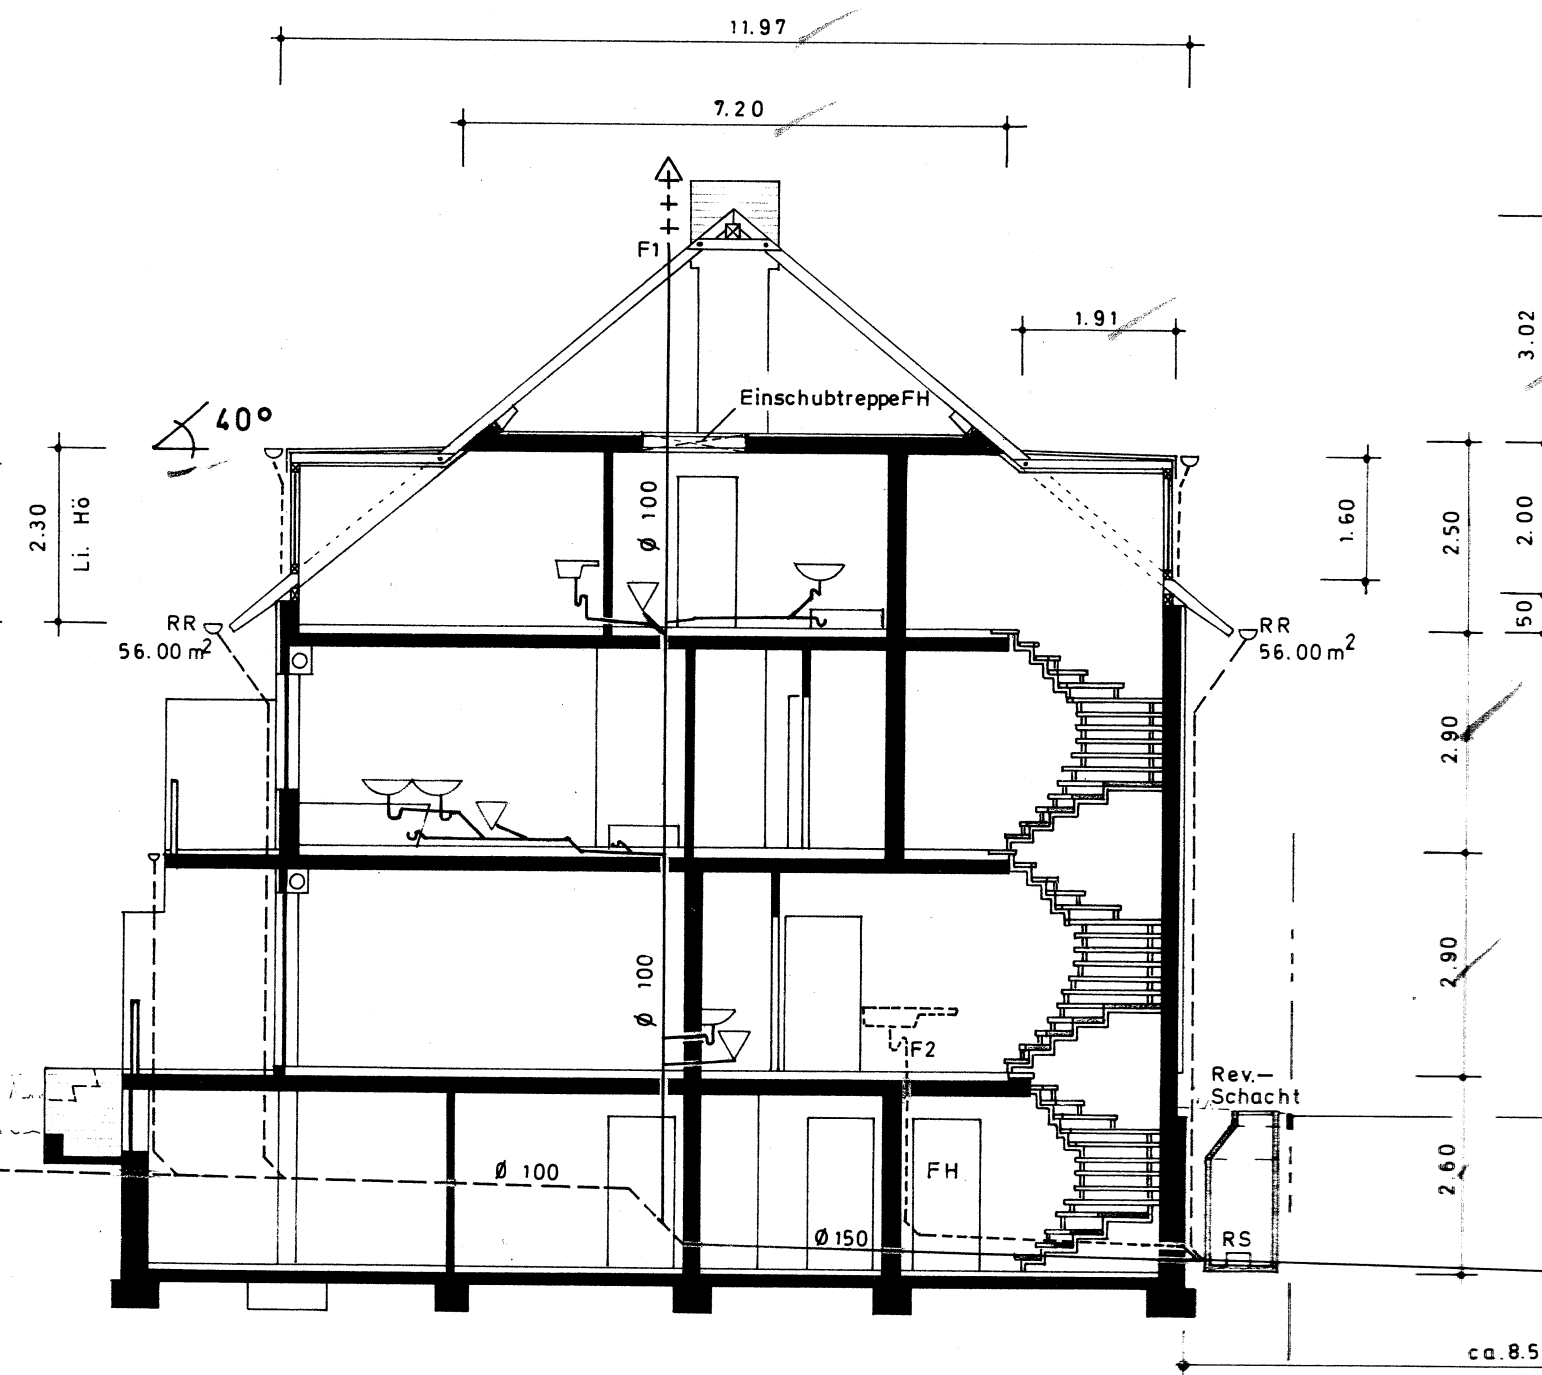 11.97
7.20
F1
1.91
3.02
EinschubtreppeFH
40°
2.30
Li. Hö
Ø 100
1.60
2.50
2.00
50
RR
56.00 m²
RR
56.00 m²
2.90
Ø 100
2.90
F2
Rev.-
Schacht
Ø 100
FH
2.60
Ø 150
RS
ca. 8.5